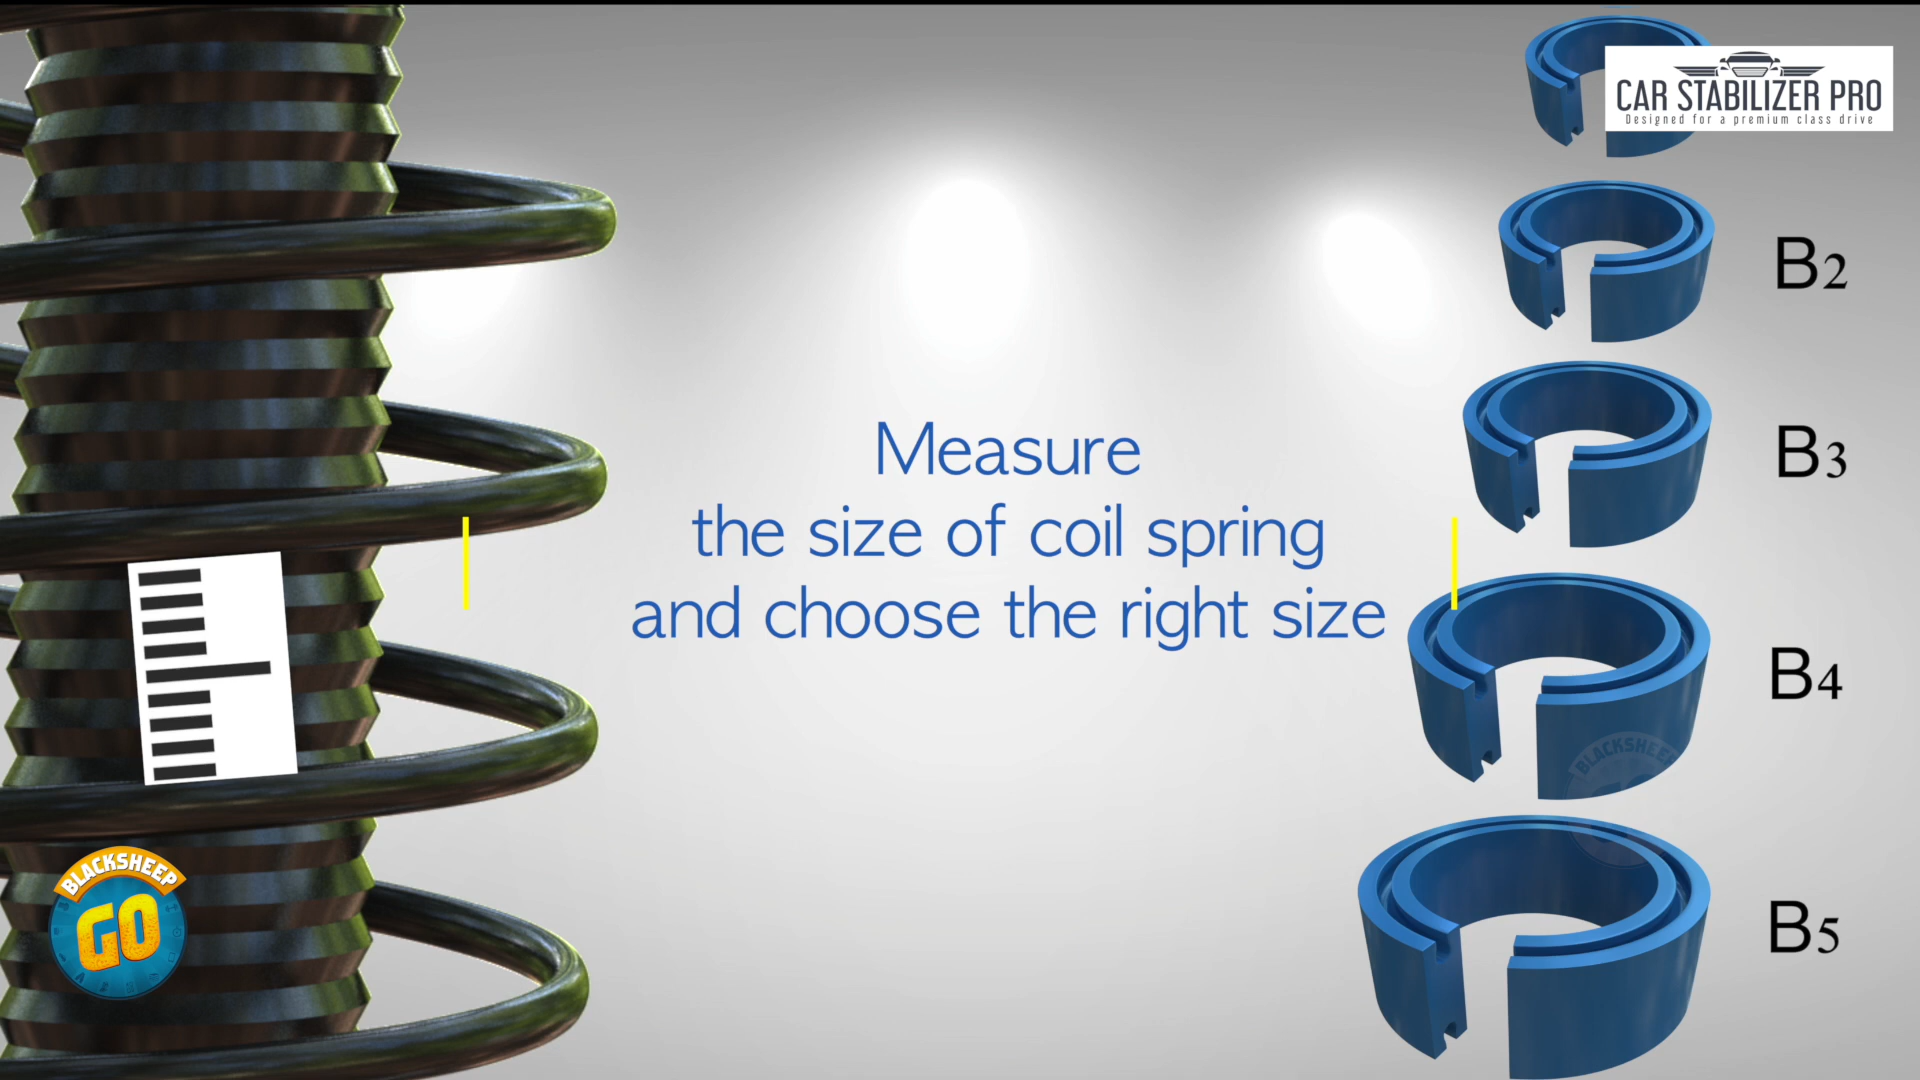 CAR STABILIZER PRO
Designed for a premium class drive
B2
B3
Measure
the size of coil spring
and choose the right size
B4
BLACKSHEEP
B5
BLACKSHEEP
GO